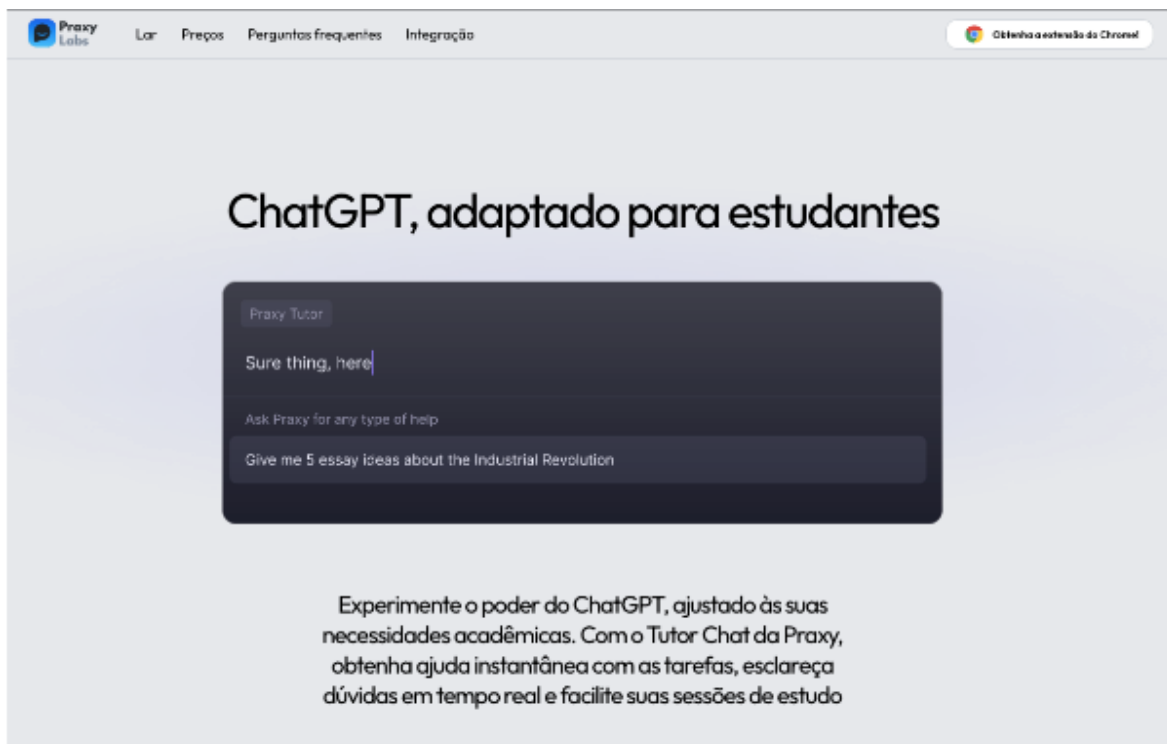 Praxy
Labs
Lar Preços Perguntas frequentes Integração
Obtenha a extensão do Chrome!
ChatGPT, adaptado para estudantes
Praxy Tutor
Sure thing, here
Ask Praxy for any type of help
Give me 5 essay ideas about the Industrial Revolution
Experimente o poder do ChatGPT, ajustado às suas
necessidades acadêmicas. Com o Tutor Chat da Praxy,
obtenha ajuda instantânea com as tarefas, esclareça
dúvidas em tempo real e facilite suas sessões de estudo